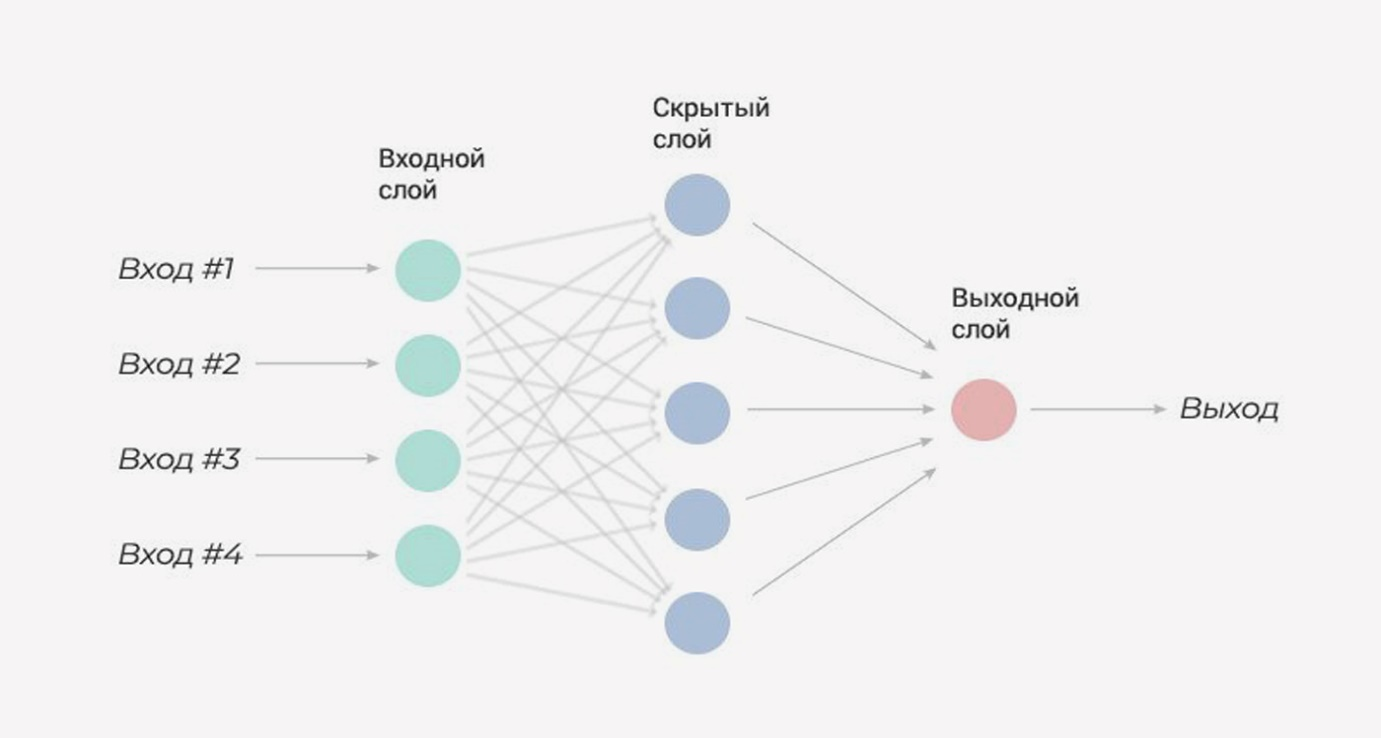 Скрытый
слой
Входной
слой
Вход #1
Выходной
слой
Вход #2
Выход
Вход #3
Вход #4